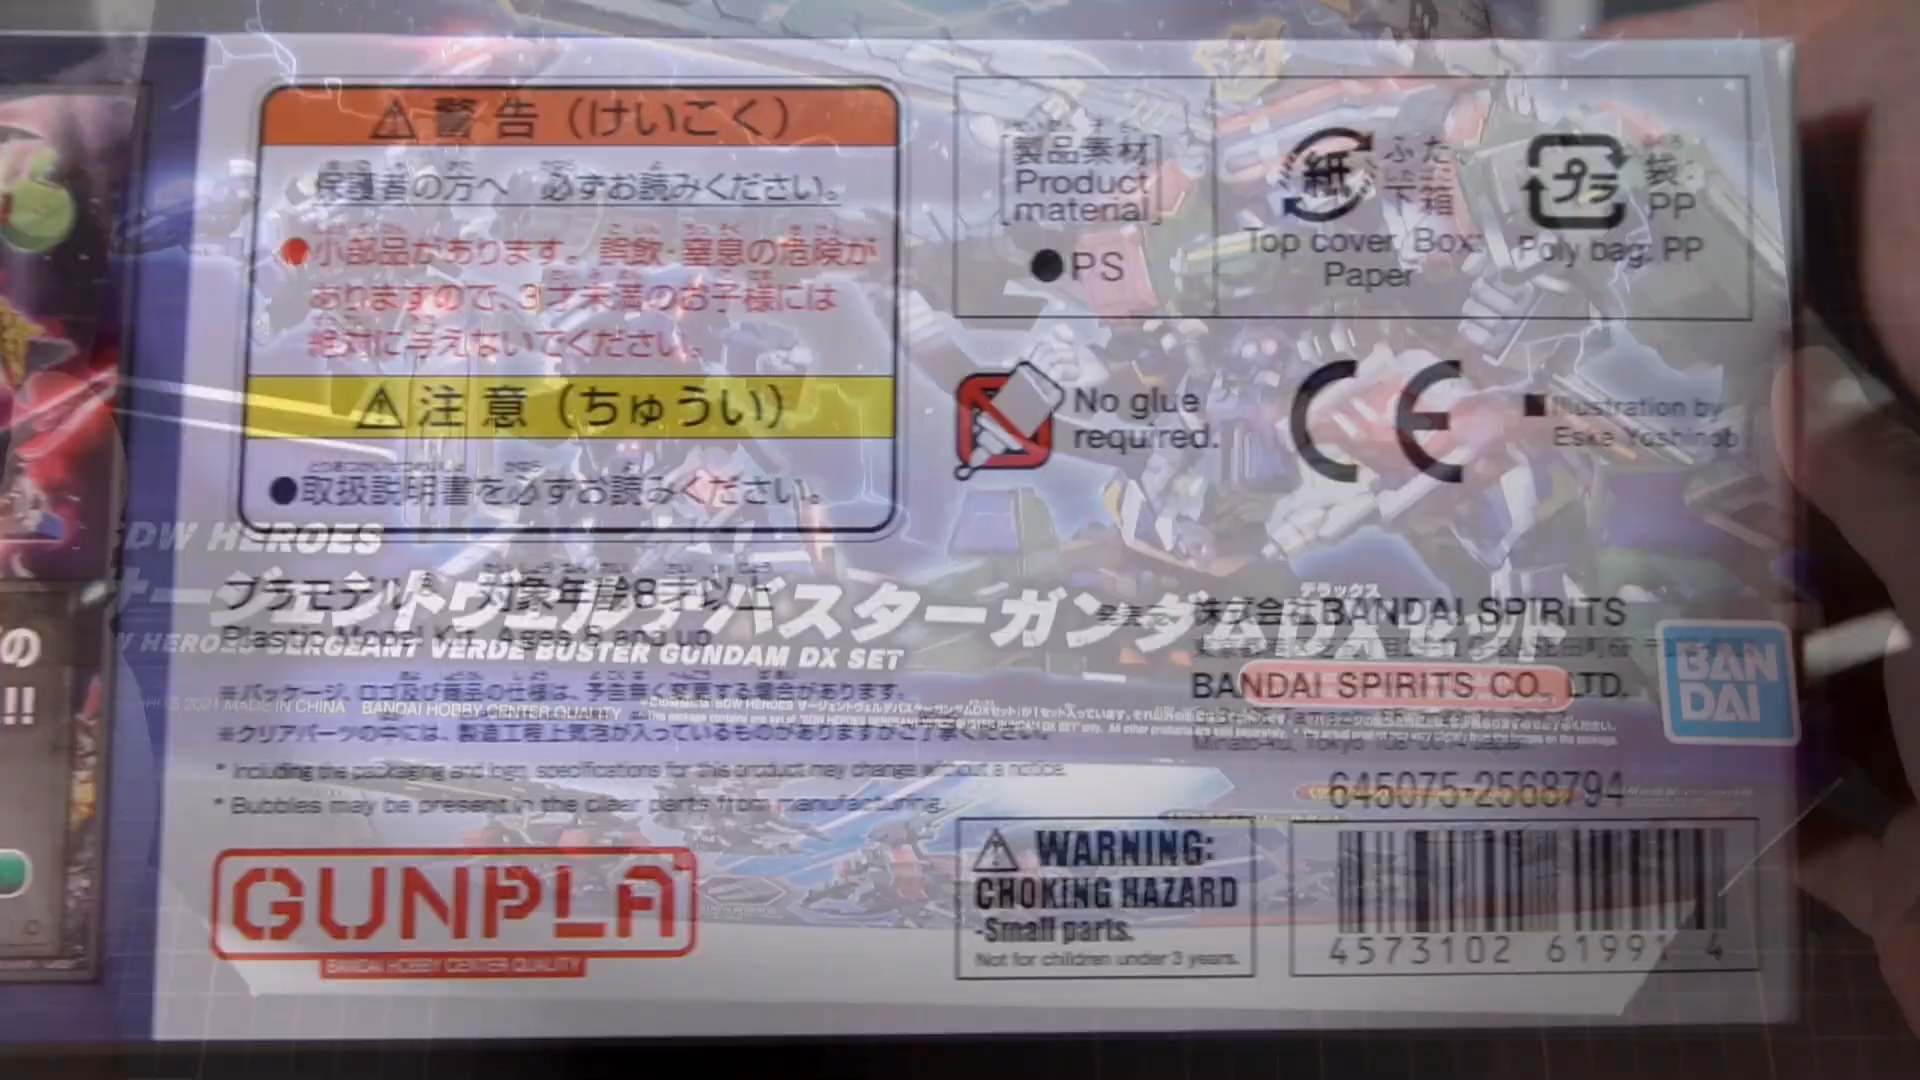 警告（けいこく）
保護者の方へ 必ずお読みください。
●小部品があります。誤飲・窒息の危険が
ありますので、3才未満のお子様には
絶対に与えないでください。
注意（ちゅうい）
●取扱説明書を必ずお読みください。
[製品素材
Product
material]
●PS
紙
ふた、
下箱
Top cover, Box:
Paper
プラ
袋:
PP
Poly bag: PP
No glue
required.
CE
■Illustration by
Eske Yoshinob
SDW HEROES
プラモデル 対象年齢8才以上
Plastic Model Kit Ages 8 and up
サージェントヴェルデバスターガンダムDXセット
デラックス
HEROES SERGEANT VERDE BUSTER GUNDAM DX SET
2021 MADE IN CHINA BANDAI HOBBY CENTER QUALITY
株式会社BANDAI SPIRITS
BANDAI SPIRITS CO., LTD.
BAN
DAI
※パッケージ、ロゴ及び商品の仕様は、予告無く変更する場合があります。
※クリアパーツの中には、製造工程上気泡が入っているものがありますがご了承ください。
* Including the packaging and logo, specifications for this product may change without a notice.
* Bubbles may be present in the clear parts from manufacturing.
645075-2568794
GUNPLA
BANDAI HOBBY CENTER QUALITY
WARNING:
CHOKING HAZARD
-Small parts.
Not for children under 3 years.
4573102 619914
の
!!